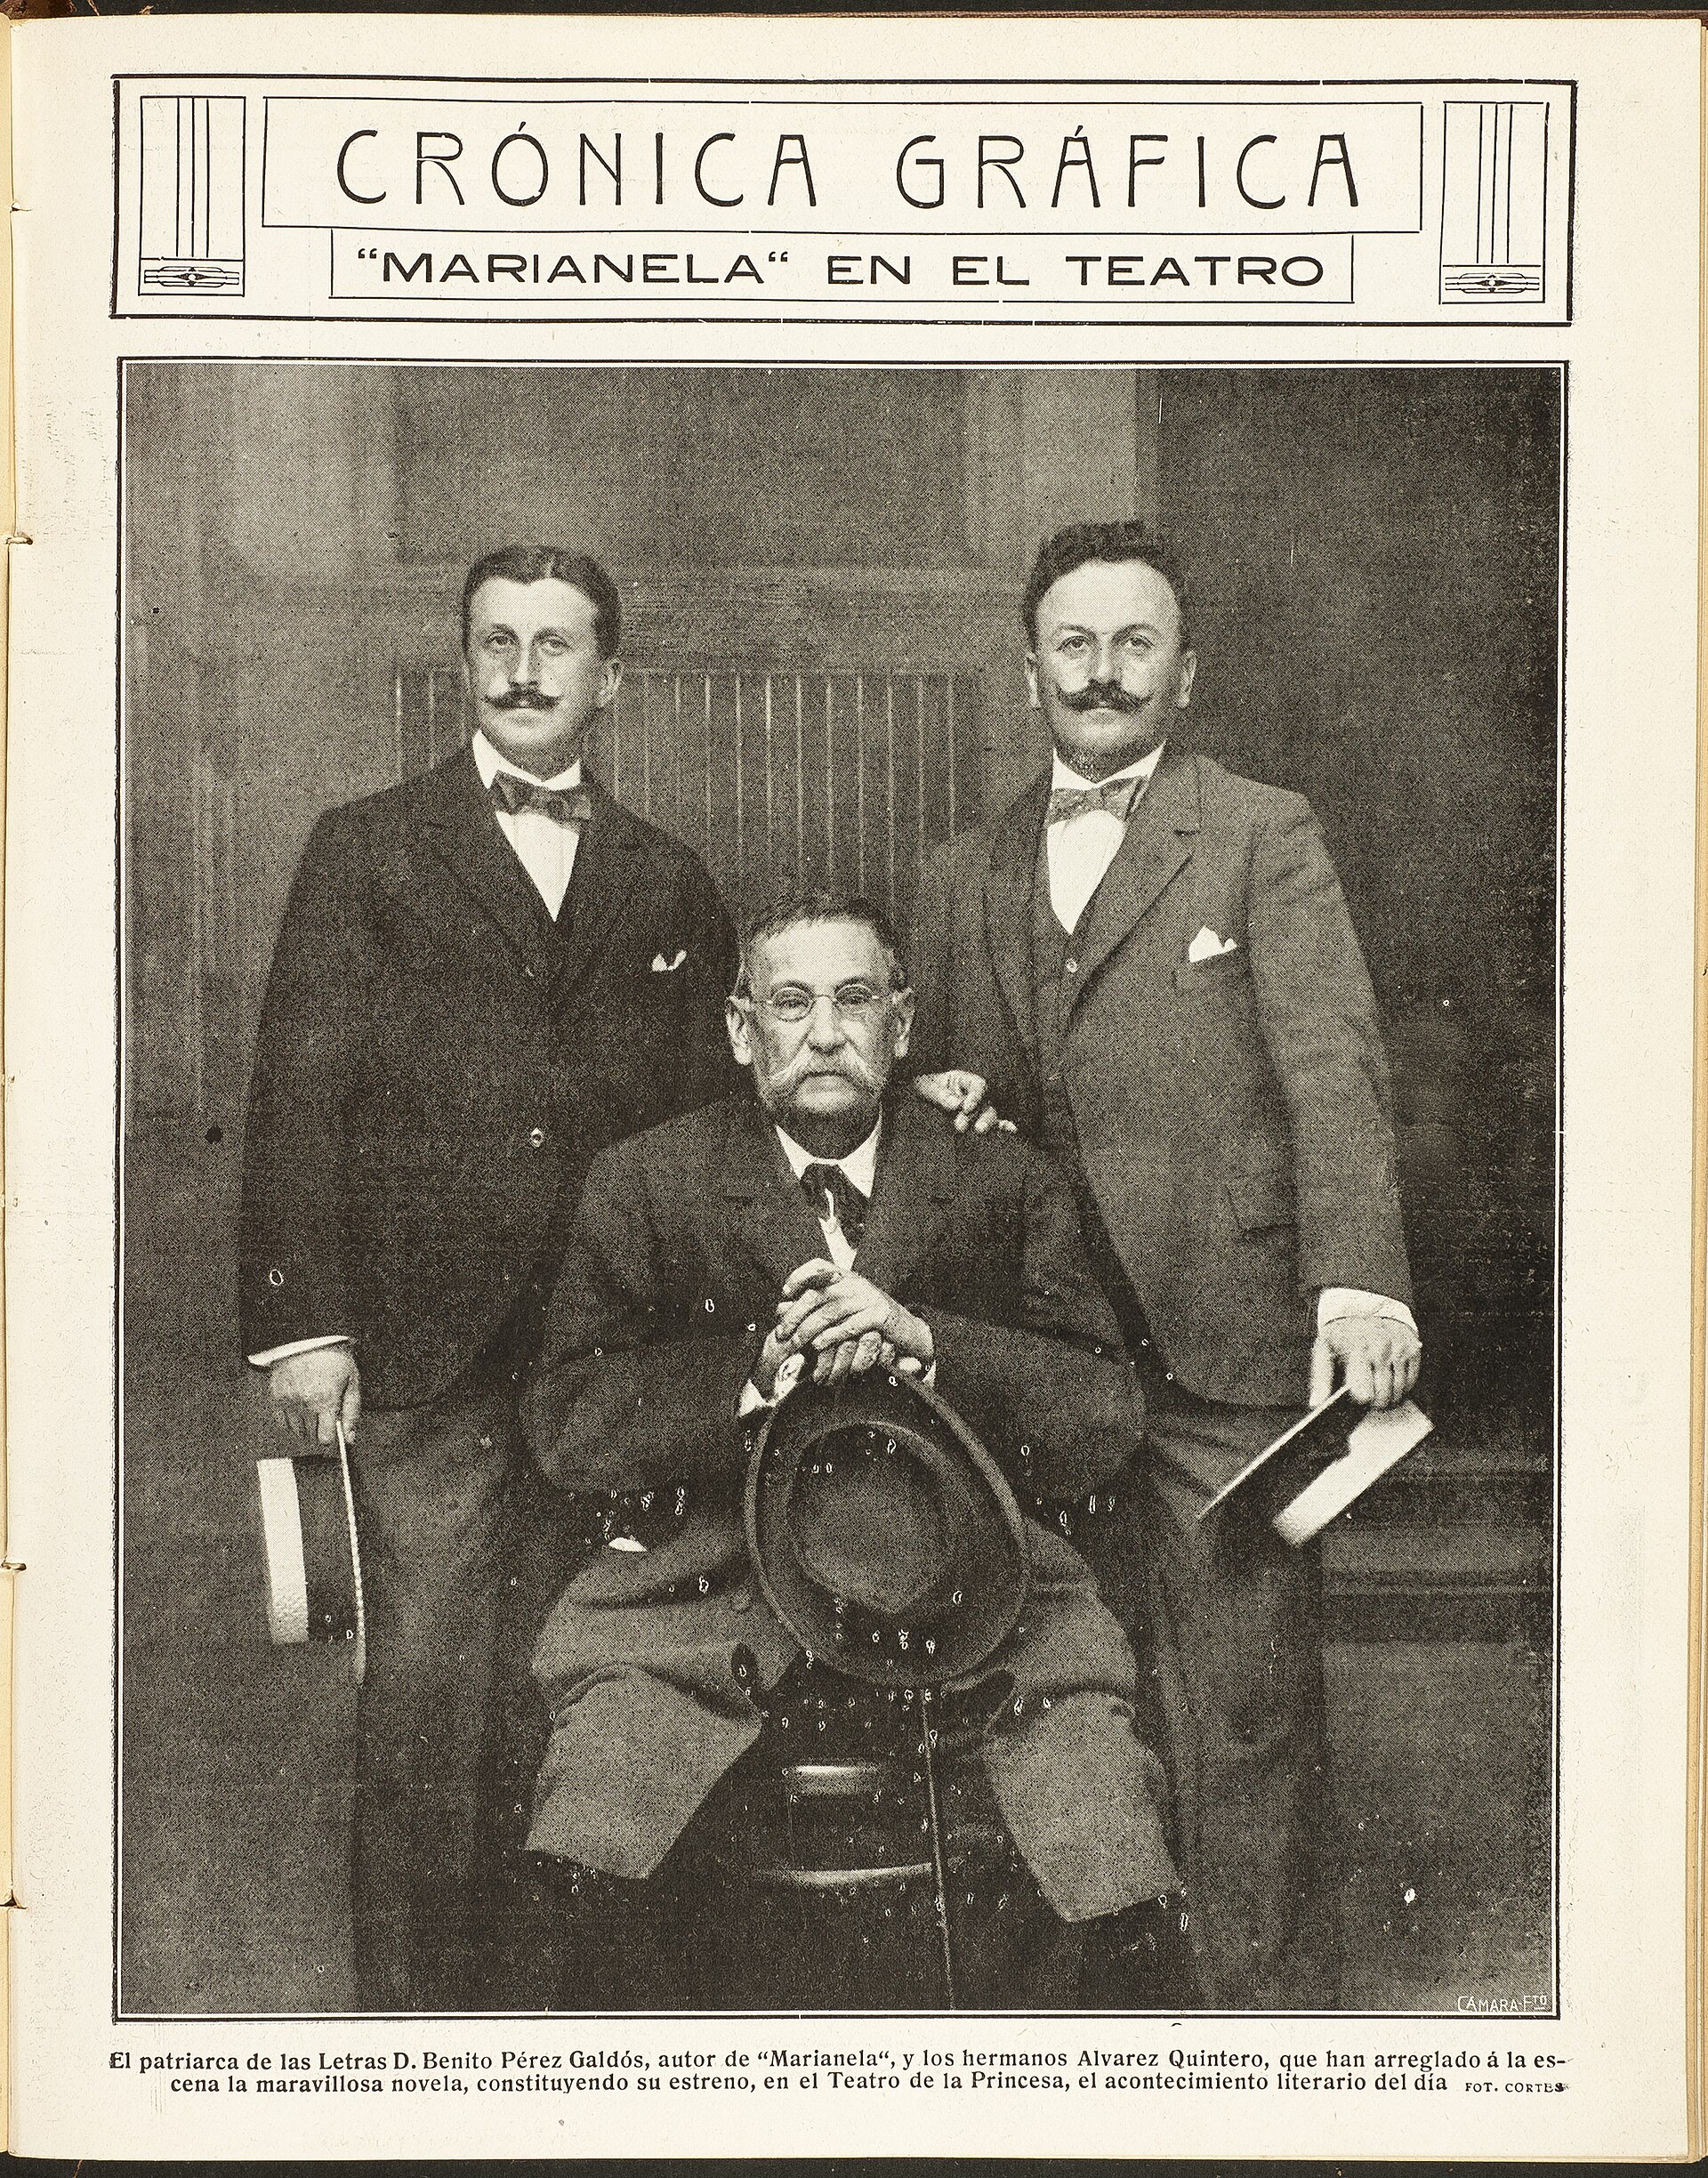 CRÓNICA GRÁFICA
“MARIANELA“ EN EL TEATRO
CÁMARA-FTO
El patriarca de las Letras D. Benito Pérez Galdós, autor de “Marianela“, y los hermanos Alvarez Quintero, que han arreglado á la es-
cena la maravillosa novela, constituyendo su estreno, en el Teatro de la Princesa, el acontecimiento literario del día FOT. CORTES